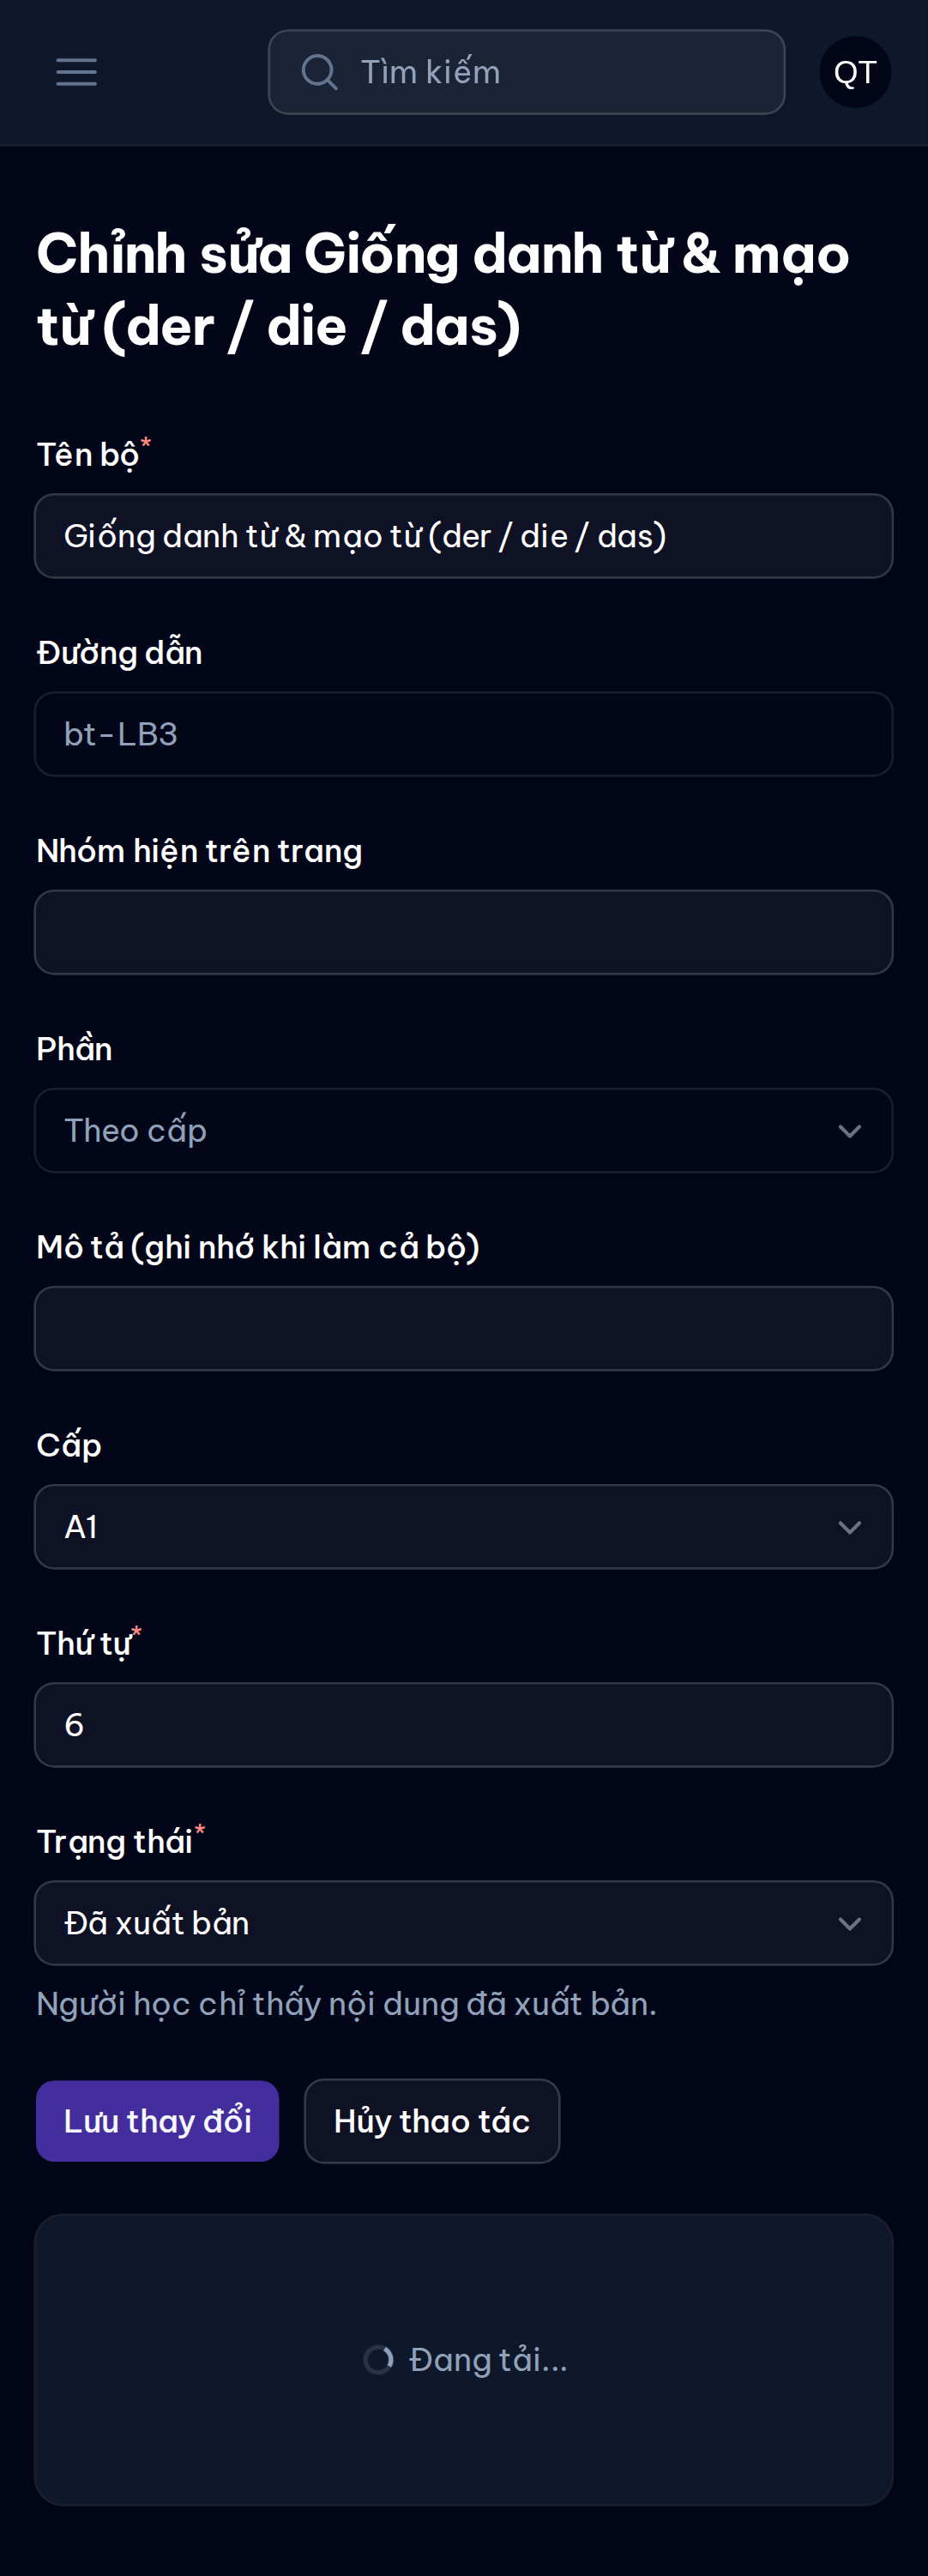 Tìm kiếm
QT
Chỉnh sửa Giống danh từ & mạo
từ (der / die / das)
Tên bộ*
Giống danh từ & mạo từ (der / die / das)
Đường dẫn
bt-LB3
Nhóm hiện trên trang
Phần
Theo cấp
Mô tả (ghi nhớ khi làm cả bộ)
Cấp
A1
Thứ tự*
6
Trạng thái*
Đã xuất bản
Người học chỉ thấy nội dung đã xuất bản.
Lưu thay đổi
Hủy thao tác
Đang tải...